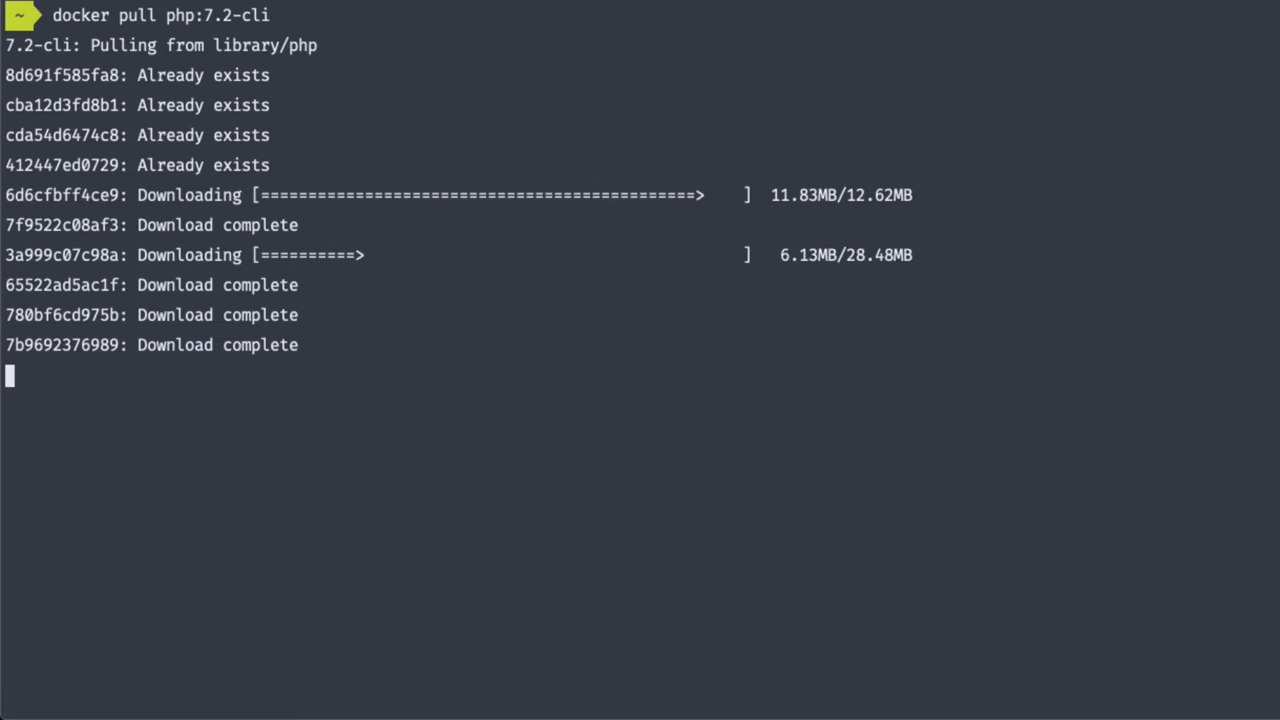 ~ docker pull php:7.2-cli
7.2-cli: Pulling from library/php
8d691f585fa8: Already exists
cba12d3fd8b1: Already exists
cda54d6474c8: Already exists
412447ed0729: Already exists
6d6cfbff4ce9: Downloading [==============================================>    ]  11.83MB/12.62MB
7f9522c08af3: Download complete
3a999c07c98a: Downloading [==========>                                        ]   6.13MB/28.48MB
65522ad5ac1f: Download complete
780bf6cd975b: Download complete
7b9692376989: Download complete